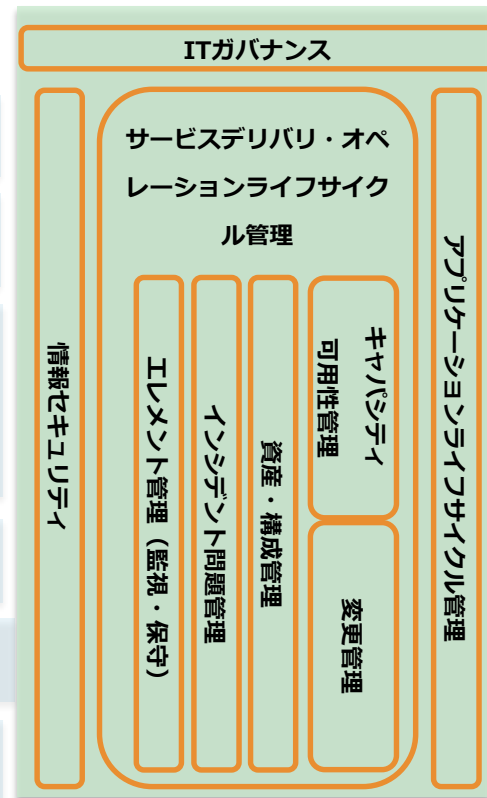 ITガバナンス
情報セキュリティ
サービスデリバリ・オペ
レーションライフサイク
ル管理
エレメント管理（監視・保守）
インシデント問題管理
資産・構成管理
キャパシティ
可用性管理
変更管理
アプリケーションライフサイクル管理